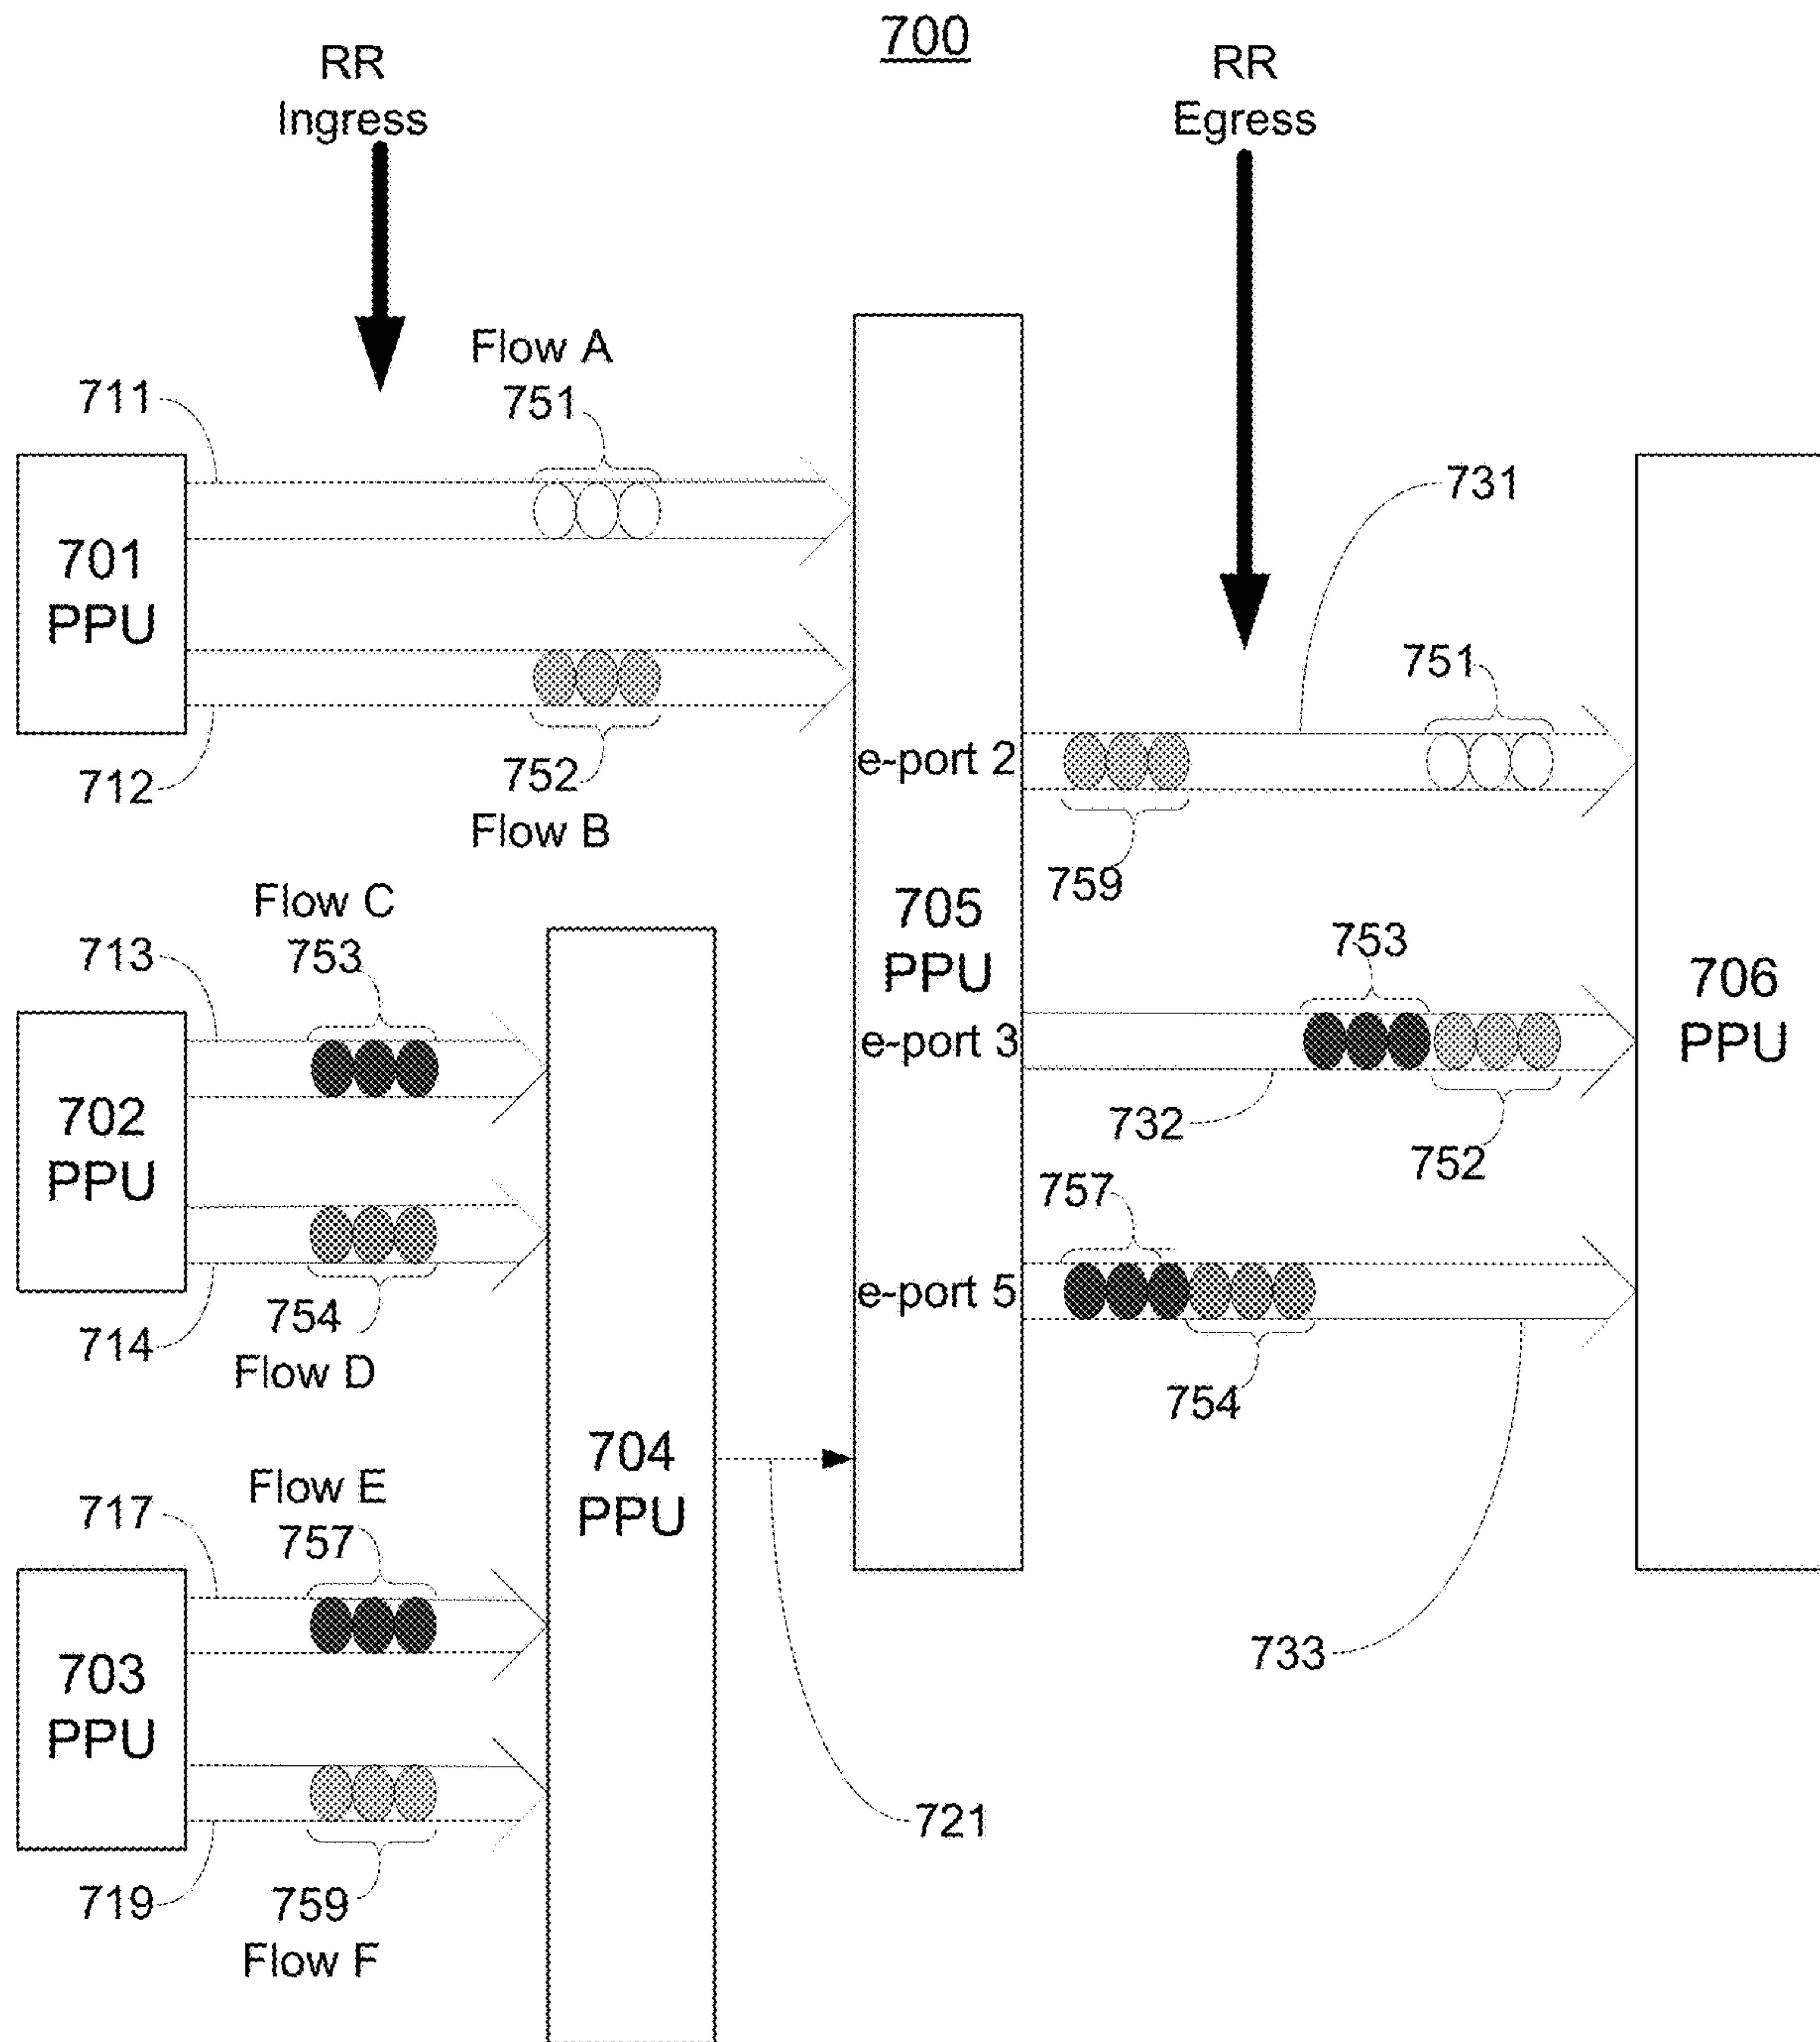 700
RR
Ingress
RR
Egress
Flow A
751
711
701
PPU
712
752
Flow B
731
751
e-port 2
759
Flow C
753
713
702
PPU
714
754
Flow D
705
PPU
e-port 3
753
732
752
706
PPU
757
e-port 5
754
733
704
PPU
721
Flow E
757
717
703
PPU
719
759
Flow F